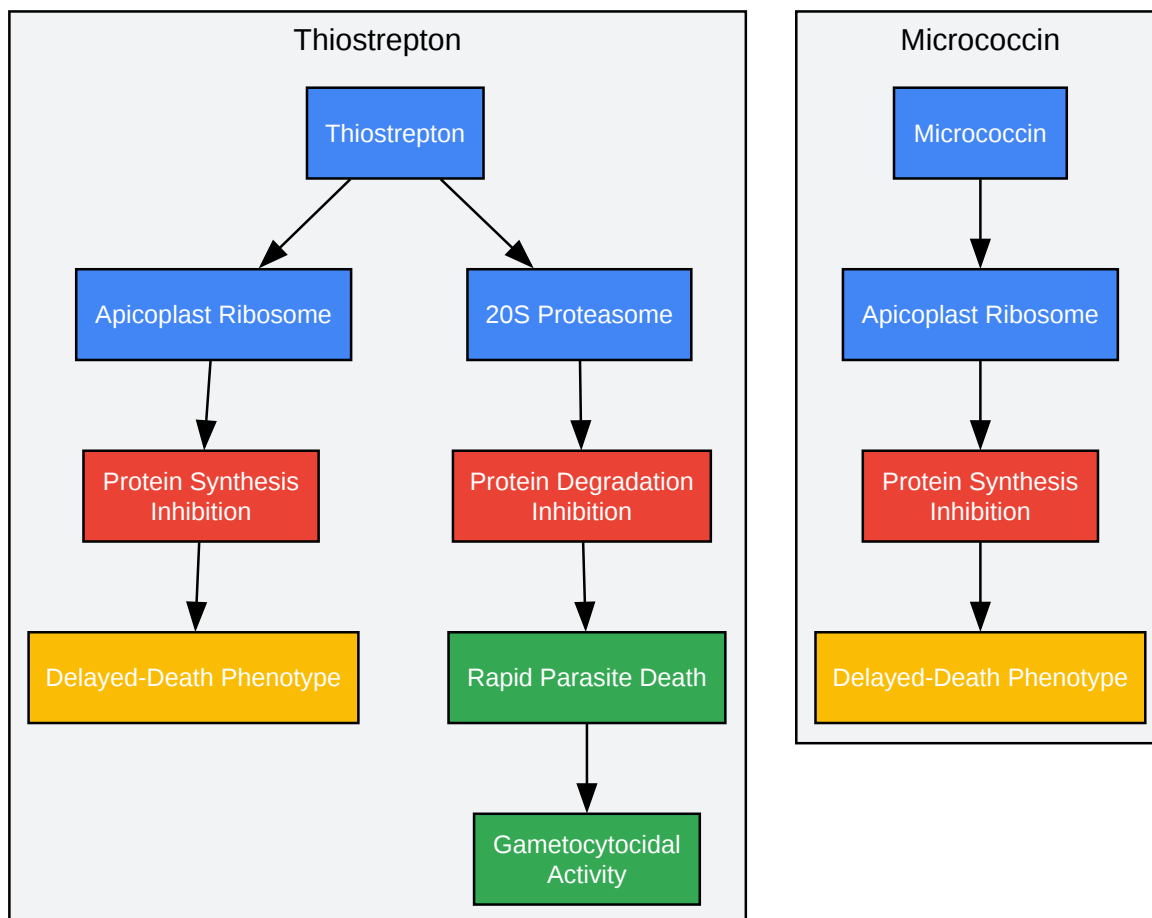 Thiostrepton
Thiostrepton
Apicoplast Ribosome
20S Proteasome
Protein Synthesis
Inhibition
Protein Degradation
Inhibition
Delayed-Death Phenotype
Rapid Parasite Death
Gametocytocidal
Activity
Micrococcin
Micrococcin
Apicoplast Ribosome
Protein Synthesis
Inhibition
Delayed-Death Phenotype